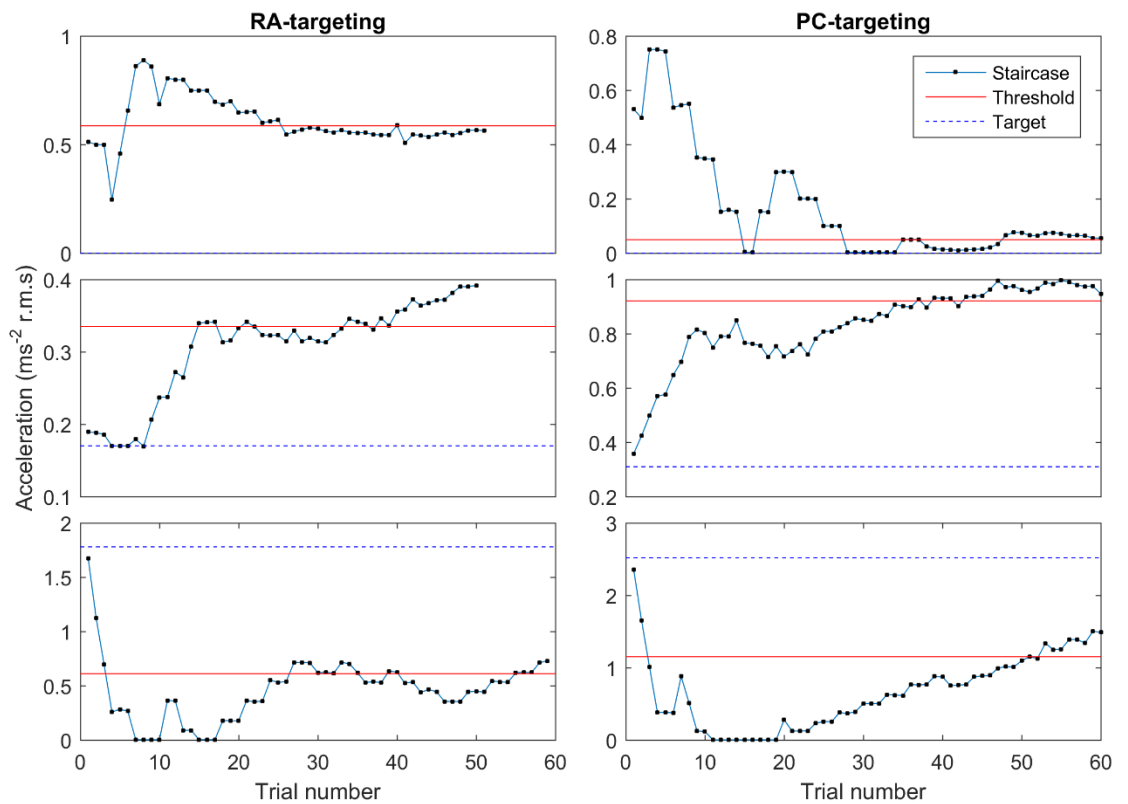 RA-targeting
PC-targeting
1
0.5
0
0.8
0.6
0.4
0.2
0
Staircase
Threshold
Target
Acceleration (ms-2 r.m.s)
0.4
0.3
0.2
0.1
1
0.8
0.6
0.4
0.2
2
1.5
1
0.5
0
0 10 20 30 40 50 60
Trial number
3
2
1
0
0 10 20 30 40 50 60
Trial number